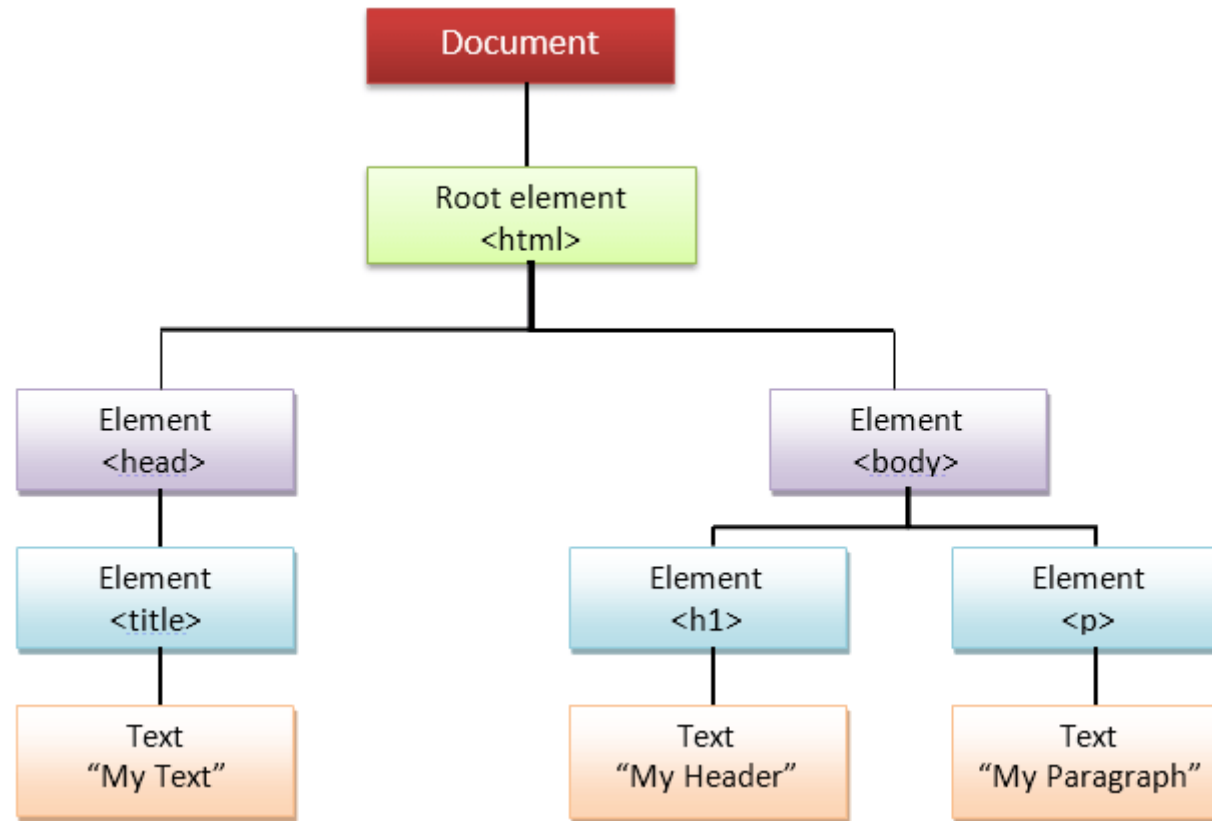 Document
Root element
<html>
Element
<head>
Element
<body>
Element
<title>
Element
<h1>
Element
<p>
Text
“My Text”
Text
“My Header”
Text
“My Paragraph”